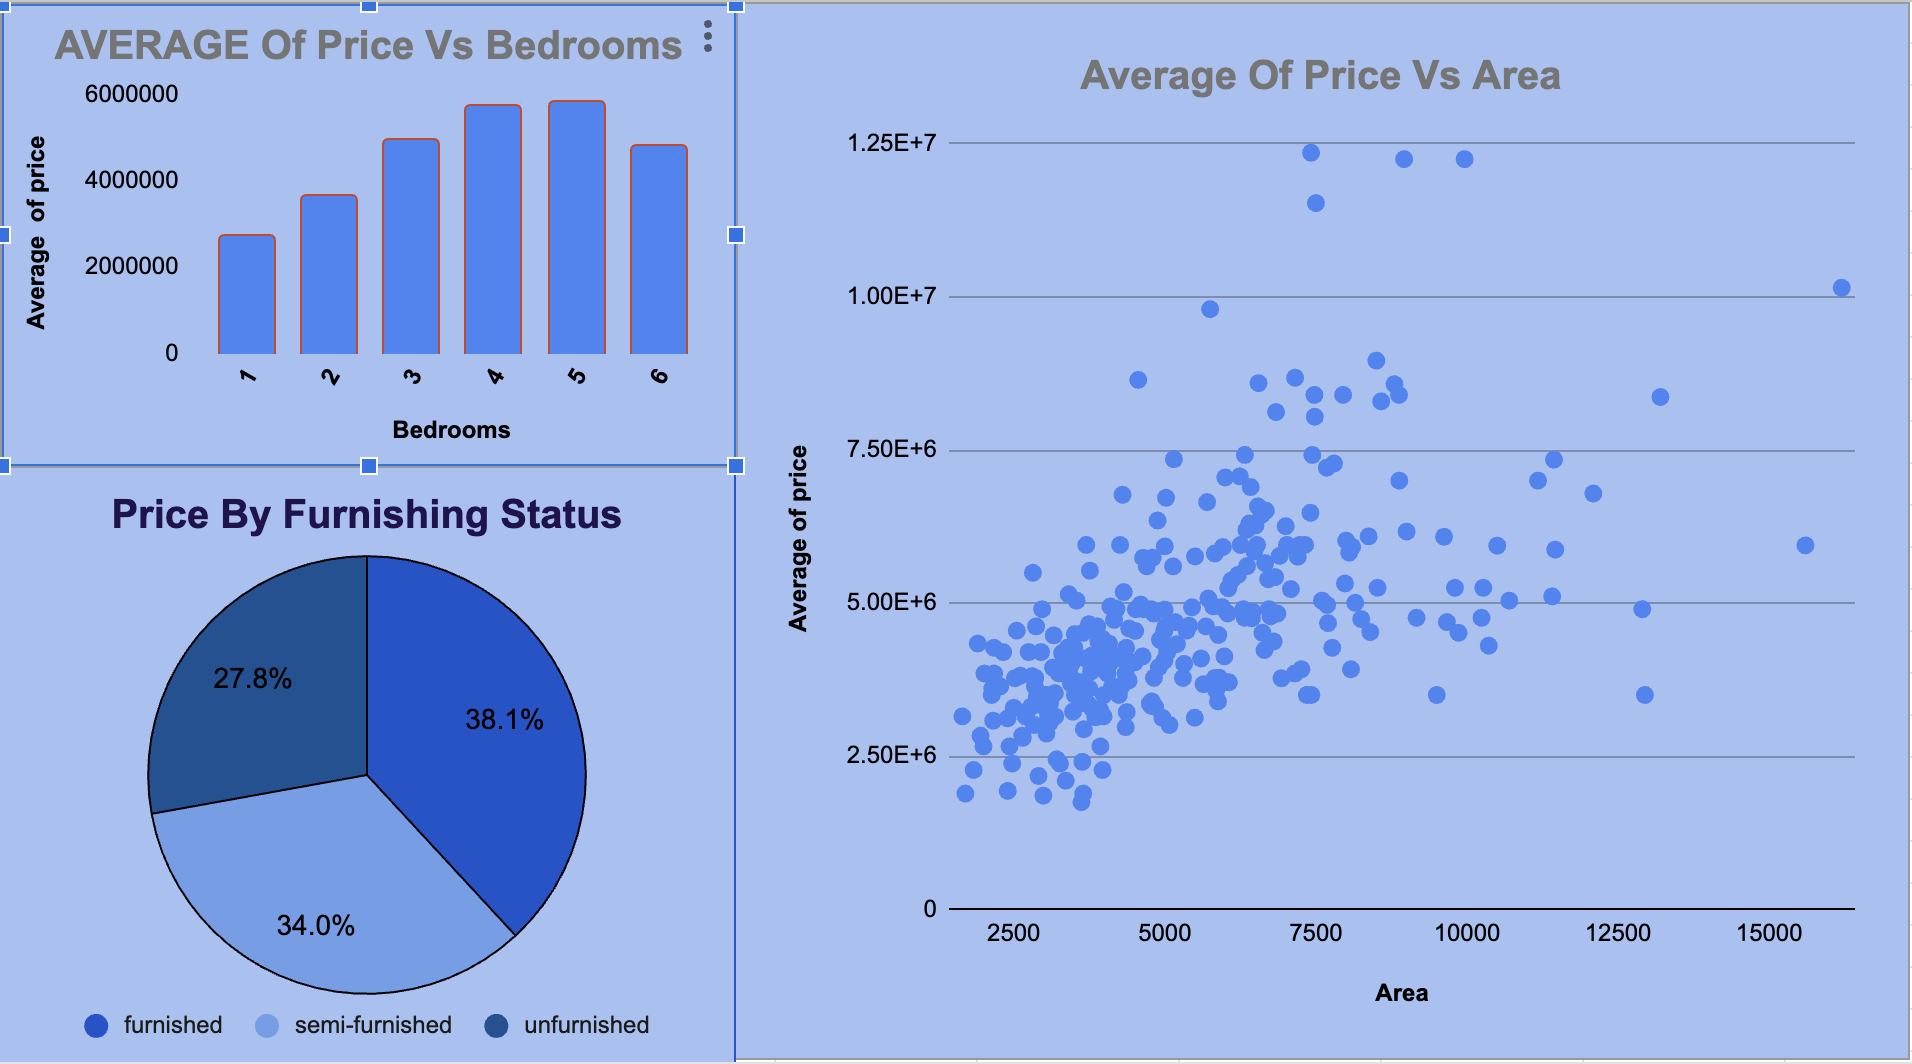 AVERAGE Of Price Vs Bedrooms
6000000
4000000
2000000
0
Average  of price
1
2
3
4
5
6
Bedrooms
Price By Furnishing Status
27.8%
38.1%
34.0%
furnished
semi-furnished
unfurnished
Average Of Price Vs Area
1.25E+7
1.00E+7
7.50E+6
5.00E+6
2.50E+6
0
Average of price
2500
5000
7500
10000
12500
15000
Area